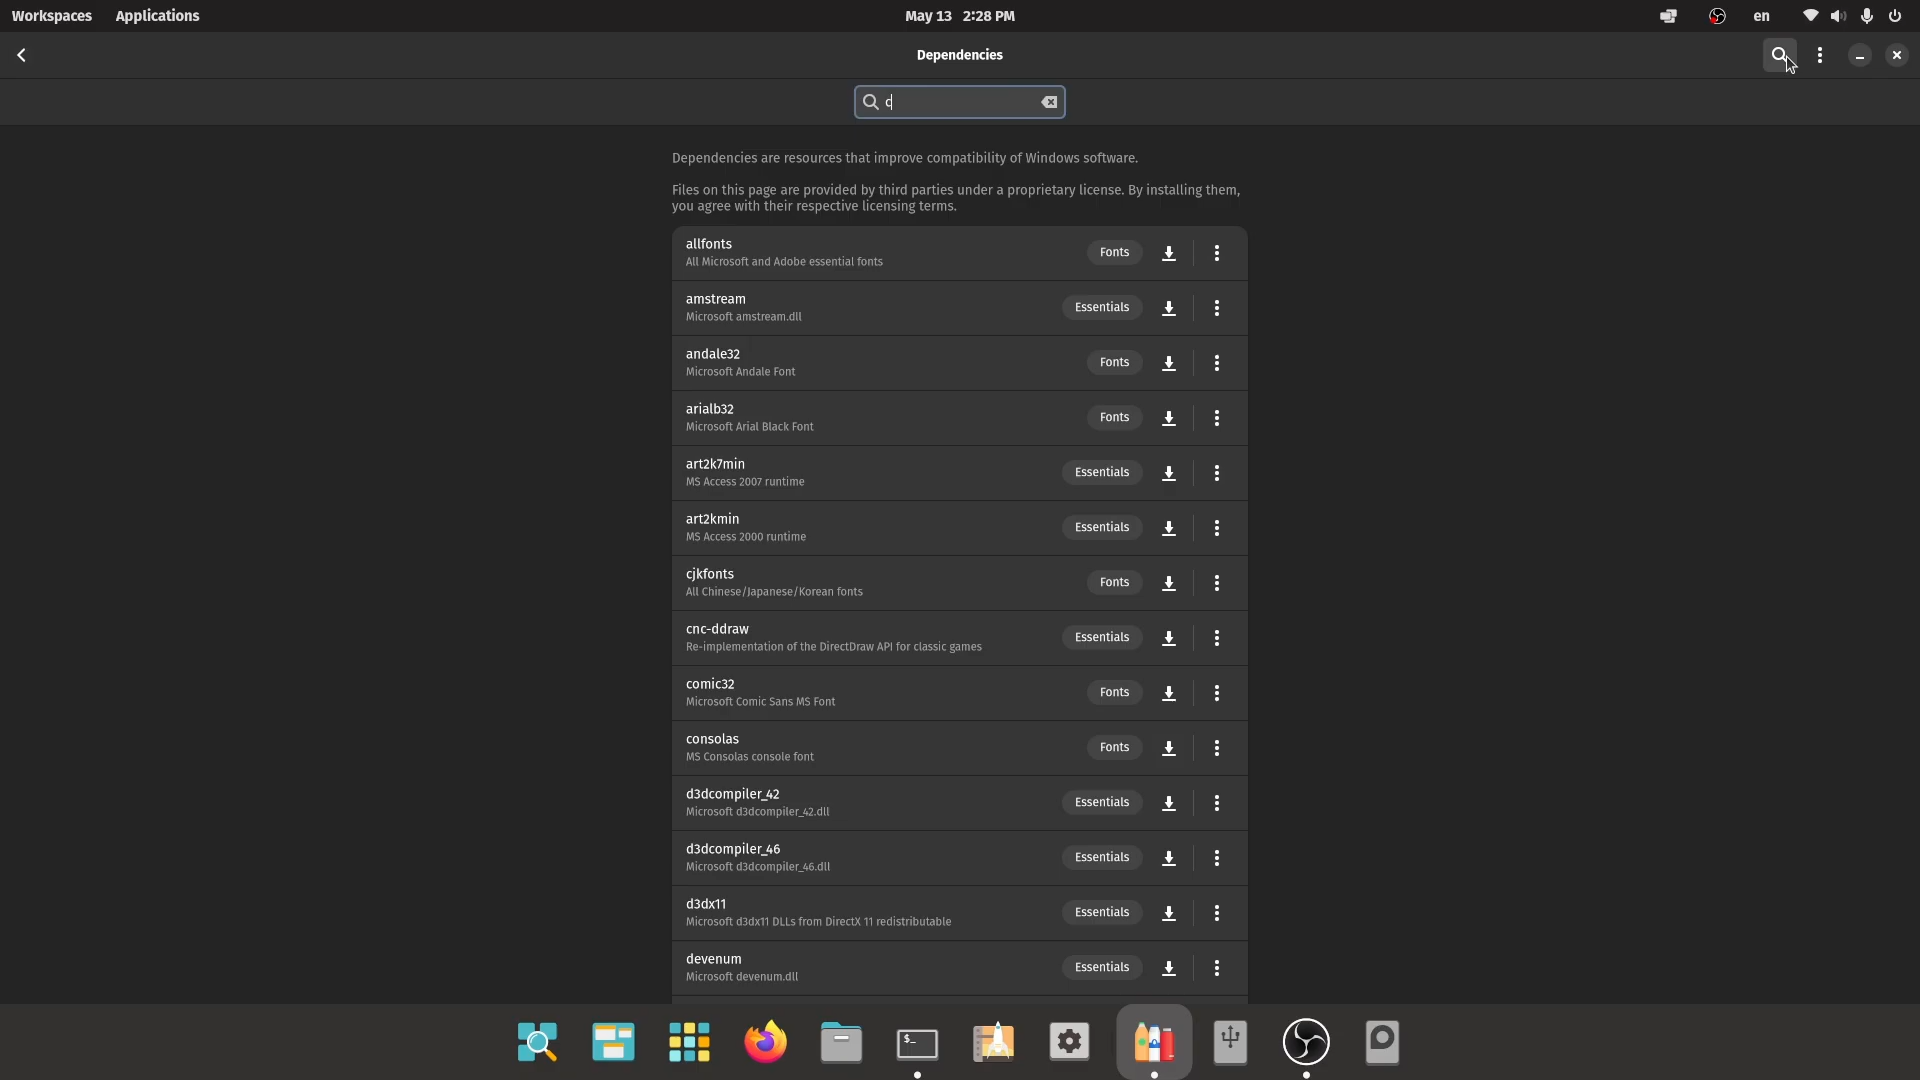 Workspaces Applications May 13 2:28 PM en
Dependencies
c
Dependencies are resources that improve compatibility of Windows software.
Files on this page are provided by third parties under a proprietary license. By installing them,
you agree with their respective licensing terms.
allfonts
All Microsoft and Adobe essential fonts
Fonts
amstream
Microsoft amstream.dll
Essentials
andale32
Microsoft Andale Font
Fonts
arialb32
Microsoft Arial Black Font
Fonts
art2k7min
MS Access 2007 runtime
Essentials
art2kmin
MS Access 2000 runtime
Essentials
cjkfonts
All Chinese/Japanese/Korean fonts
Fonts
cnc-ddraw
Re-implementation of the DirectDraw API for classic games
Essentials
comic32
Microsoft Comic Sans MS Font
Fonts
consolas
MS Consolas console font
Fonts
d3dcompiler_42
Microsoft d3dcompiler_42.dll
Essentials
d3dcompiler_46
Microsoft d3dcompiler_46.dll
Essentials
d3dx11
Microsoft d3dx11 DLLs from DirectX 11 redistributable
Essentials
devenum
Microsoft devenum.dll
Essentials
$_